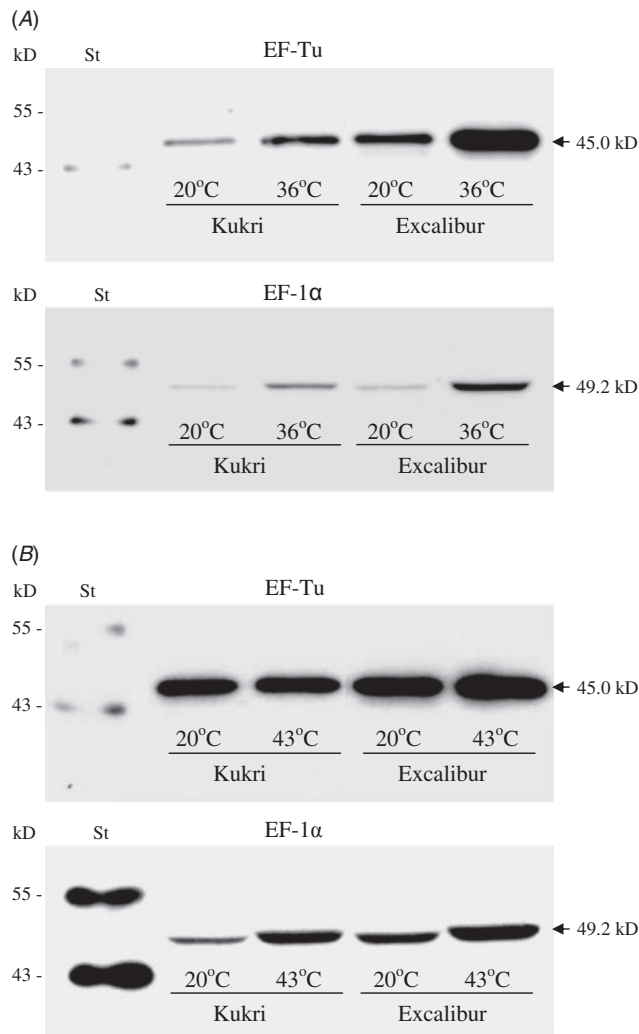 (A)
kD St EF-Tu
55 -
43 -
45.0 kD
20°C 36°C 20°C 36°C
Kukri Excalibur
kD St EF-1α
55 -
43 -
49.2 kD
20°C 36°C 20°C 36°C
Kukri Excalibur
(B)
kD St EF-Tu
55 -
43 -
45.0 kD
20°C 43°C 20°C 43°C
Kukri Excalibur
kD St EF-1α
55 -
43 -
49.2 kD
20°C 43°C 20°C 43°C
Kukri Excalibur